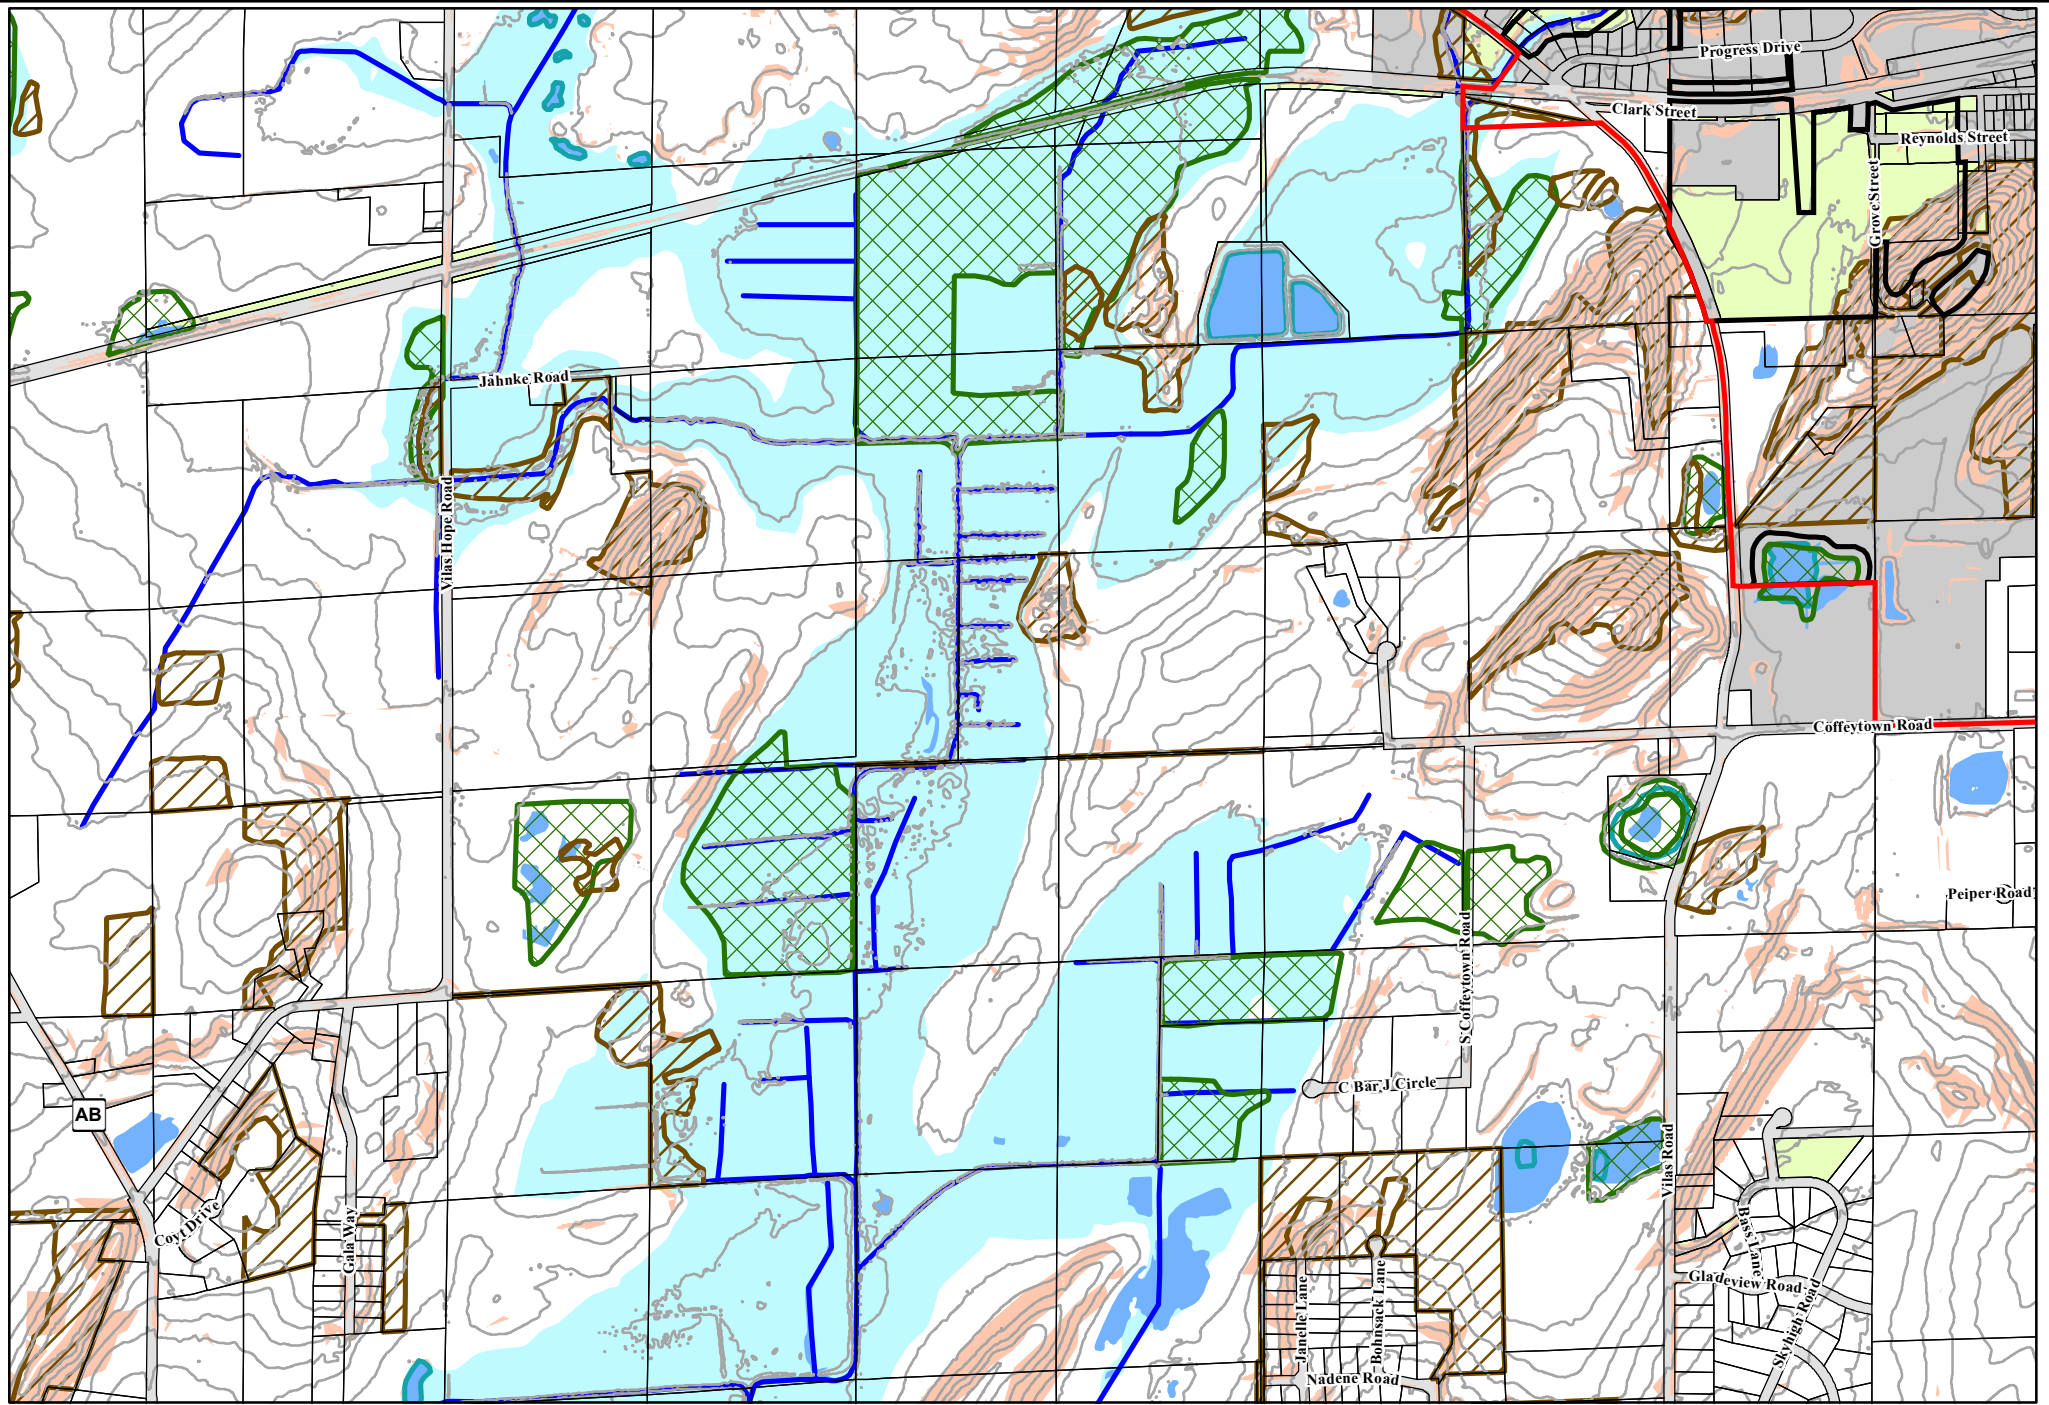 Progress Drive
Clark Street
Reynolds Street
Grove Street
Jahnke Road
Vilas Hope Road
Coffeytown Road
Peiper Road
S Coffeytown Road
C Bar J Circle
AB
Vilas Road
Coyt Drive
Gala Way
Bass Lane
Gladeview Road
Skyhigh Road
Janelle Lane
Bohnsack Lane
Nadene Road